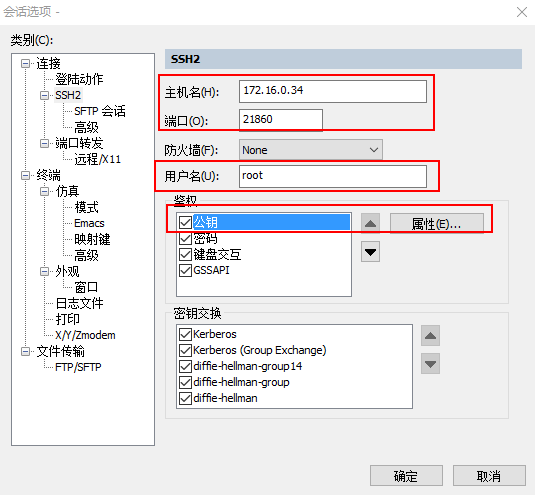 会话选项 -
类别(C):
连接
登陆动作
SSH2
SFTP 会话
高级
端口转发
远程/X11
终端
仿真
模式
Emacs
映射键
高级
外观
窗口
日志文件
打印
X/Y/Zmodem
文件传输
FTP/SFTP
SSH2
主机名(H): 172.16.0.34
端口(O): 21860
防火墙(F): None
用户名(U): root
鉴权
公钥
属性(E)...
密码
键盘交互
GSSAPI
密钥交换
Kerberos
Kerberos (Group Exchange)
diffie-hellman-group14
diffie-hellman-group
diffie-hellman
确定 取消